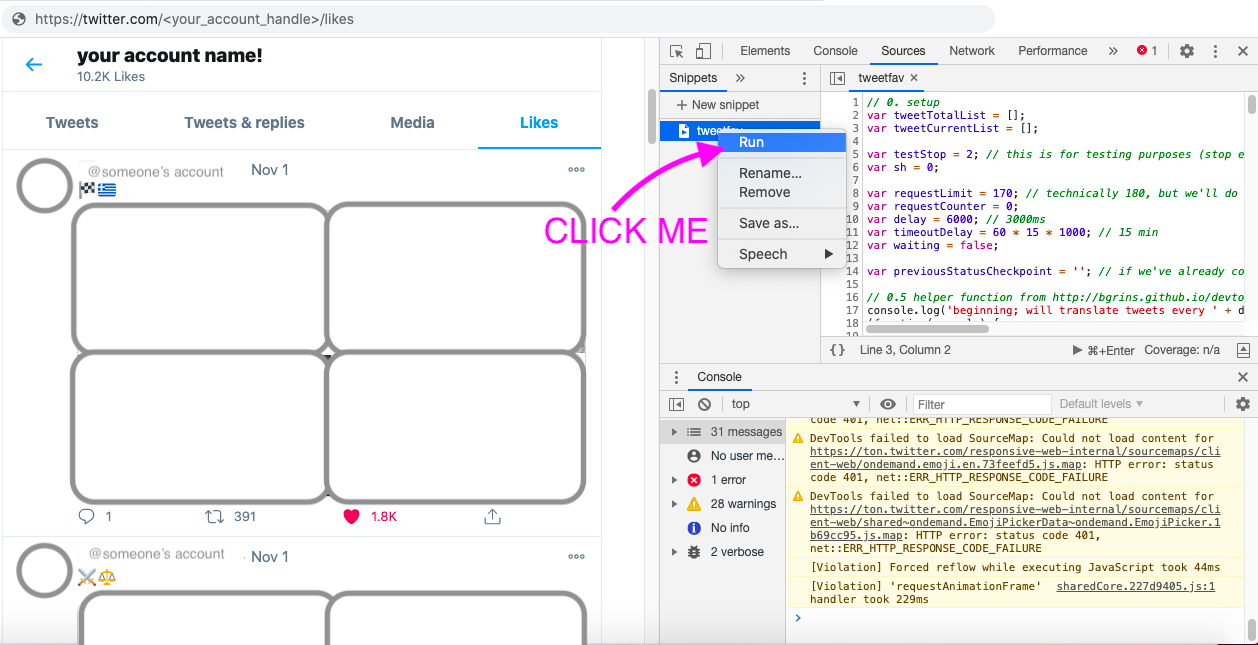 https://twitter.com/<your_account_handle>/likes
your account name!
10.2K Likes
Tweets
Tweets & replies
Media
Likes
@someone's account
Nov 1
1
391
1.8K
@someone's account
Nov 1
Elements
Console
Sources
Network
Performance
»
1
Snippets
»
tweetfav
+ New snippet
Run
Rename...
Remove
Save as...
Speech
CLICK ME
1 // 0. setup
2 var tweetTotalList = [];
3 var tweetCurrentList = [];
4
5 var testStop = 2; // this is for testing purposes (stop e
6 var sh = 0;
7
8 var requestLimit = 170; // technically 180, but we'll do
9 var requestCounter = 0;
10 var delay = 6000; // 3000ms
11 var timeoutDelay = 60 * 15 * 1000; // 15 min
12 var waiting = false;
13
14 var previousStatusCheckpoint = ''; // if we've already co
15
16 // 0.5 helper function from http://bgrins.github.io/devto
17 console.log('beginning; will translate tweets every ' + d
18
{} Line 3, Column 2
⌘+Enter
Coverage: n/a
Console
top
Filter
Default levels
31 messages
No user me...
1 error
28 warnings
No info
2 verbose
code 401, net::ERR_HTTP_RESPONSE_CODE_FAILURE
DevTools failed to load SourceMap: Could not load content for
https://ton.twitter.com/responsive-web-internal/sourcemaps/cli
ent-web/ondemand.emoji.en.73feefd5.js.map: HTTP error: status
code 401, net::ERR_HTTP_RESPONSE_CODE_FAILURE
DevTools failed to load SourceMap: Could not load content for
https://ton.twitter.com/responsive-web-internal/sourcemaps/cli
ent-web/shared~ondemand.EmojiPickerData~ondemand.EmojiPicker.1
b69cc95.js.map: HTTP error: status code 401,
net::ERR_HTTP_RESPONSE_CODE_FAILURE
[Violation] Forced reflow while executing JavaScript took 44ms
[Violation] 'requestAnimationFrame' sharedCore.227d9405.js:1
handler took 229ms